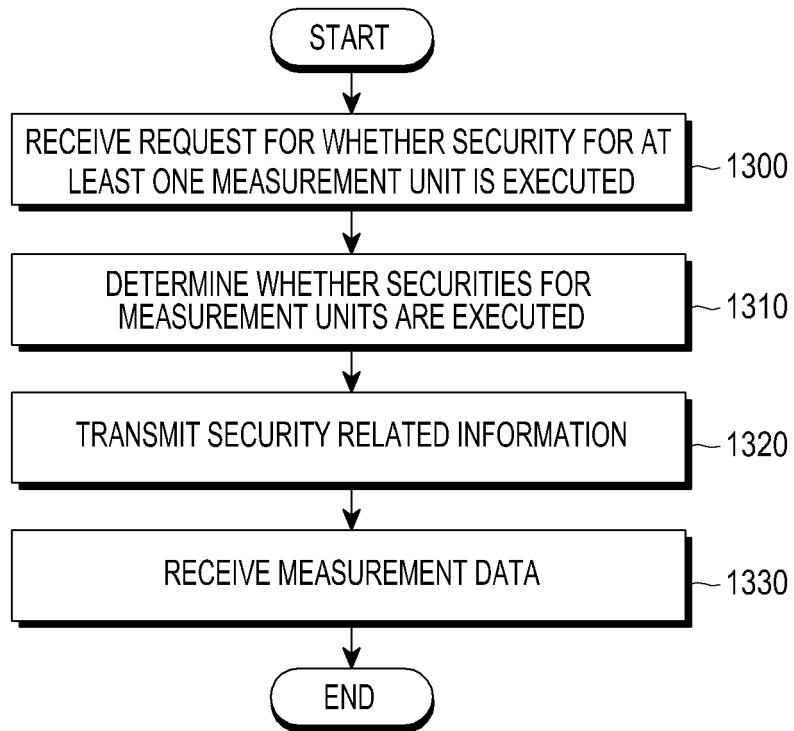 START
RECEIVE REQUEST FOR WHETHER SECURITY FOR AT
LEAST ONE MEASUREMENT UNIT IS EXECUTED
1300
DETERMINE WHETHER SECURITIES FOR
MEASUREMENT UNITS ARE EXECUTED
1310
TRANSMIT SECURITY RELATED INFORMATION
1320
RECEIVE MEASUREMENT DATA
1330
END